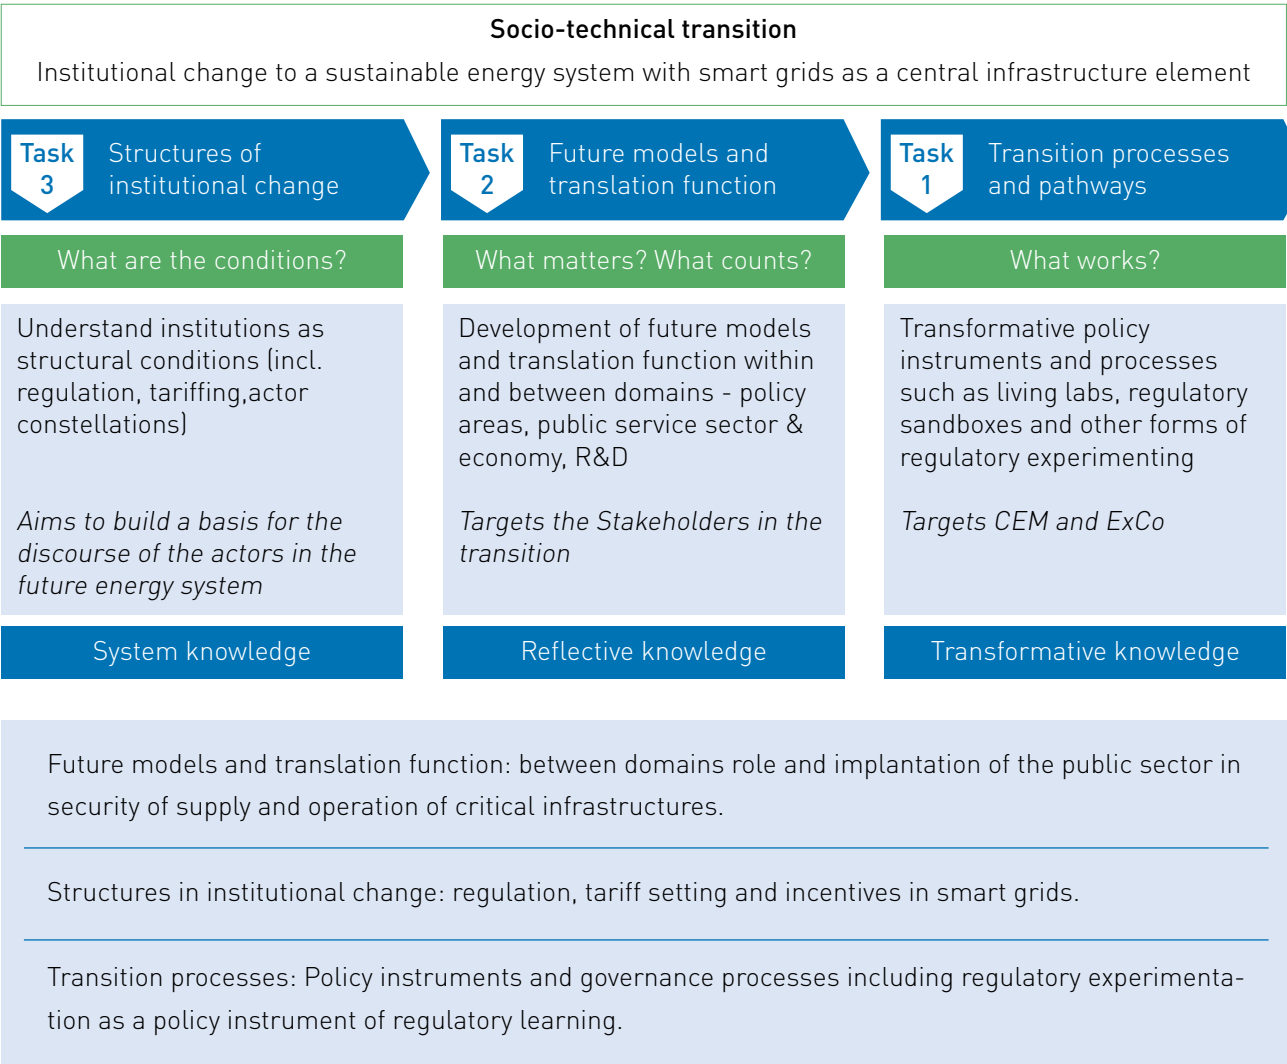 Socio-technical transition
Institutional change to a sustainable energy system with smart grids as a central infrastructure element
Task
3
Structures of
institutional change
What are the conditions?
Understand institutions as
structural conditions (incl.
regulation, tariffing,actor
constellations)
Aims to build a basis for the
discourse of the actors in the
future energy system
System knowledge
Task
2
Future models and
translation function
What matters? What counts?
Development of future models
and translation function within
and between domains - policy
areas, public service sector &
economy, R&D
Targets the Stakeholders in the
transition
Reflective knowledge
Task
1
Transition processes
and pathways
What works?
Transformative policy
instruments and processes
such as living labs, regulatory
sandboxes and other forms of
regulatory experimenting
Targets CEM and ExCo
Transformative knowledge
Future models and translation function: between domains role and implantation of the public sector in
security of supply and operation of critical infrastructures.
Structures in institutional change: regulation, tariff setting and incentives in smart grids.
Transition processes: Policy instruments and governance processes including regulatory experimenta-
tion as a policy instrument of regulatory learning.